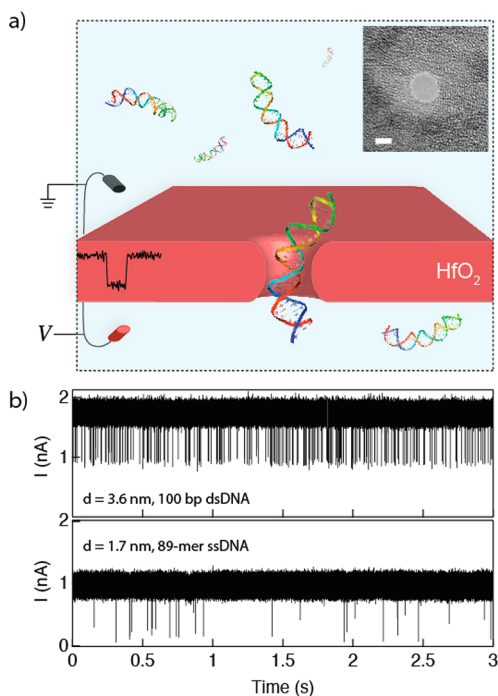 a)
HfO2
V
b)
2
I (nA)
1
d = 3.6 nm, 100 bp dsDNA
2
d = 1.7 nm, 89-mer ssDNA
I (nA)
1
0
0 0.5 1 1.5 2 2.5 3
Time (s)